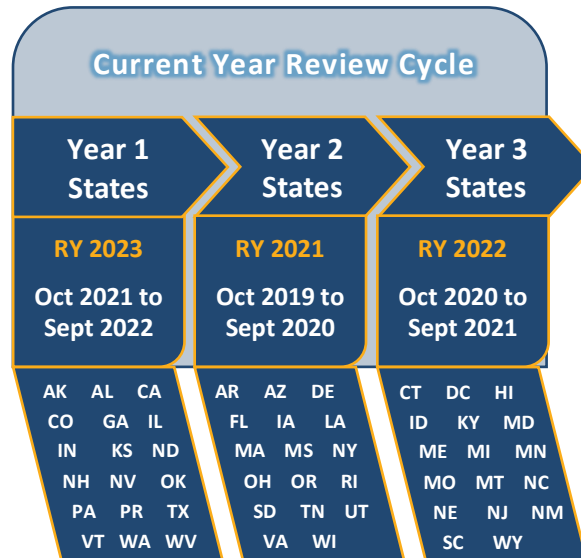 Current Year Review Cycle
Year 1
States
RY 2023
Oct 2021 to
Sept 2022
AK AL CA
CO GA IL
IN KS ND
NH NV OK
PA PR TX
VT WA WV
Year 2
States
RY 2021
Oct 2019 to
Sept 2020
AR AZ DE
FL IA LA
MA MS NY
OH OR RI
SD TN UT
VA WI
Year 3
States
RY 2022
Oct 2020 to
Sept 2021
CT DC HI
ID KY MD
ME MI MN
MO MT NC
NE NJ NM
SC WY